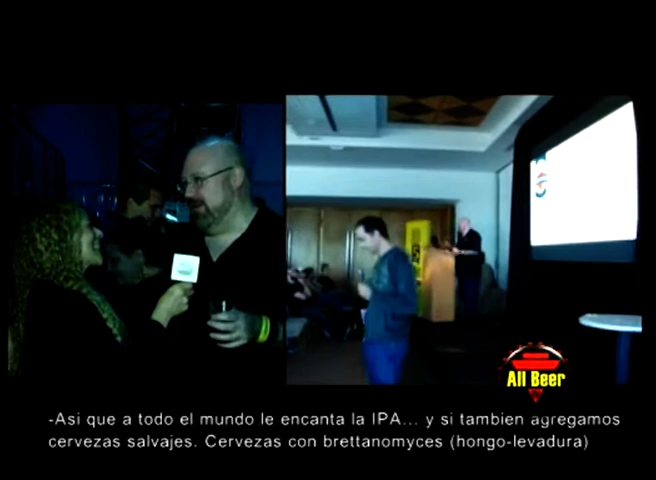 All Beer
-Asi que a todo el mundo le encanta la IPA... y si tambien agregamos
cervezas salvajes. Cervezas con brettanomyces (hongo-levadura)